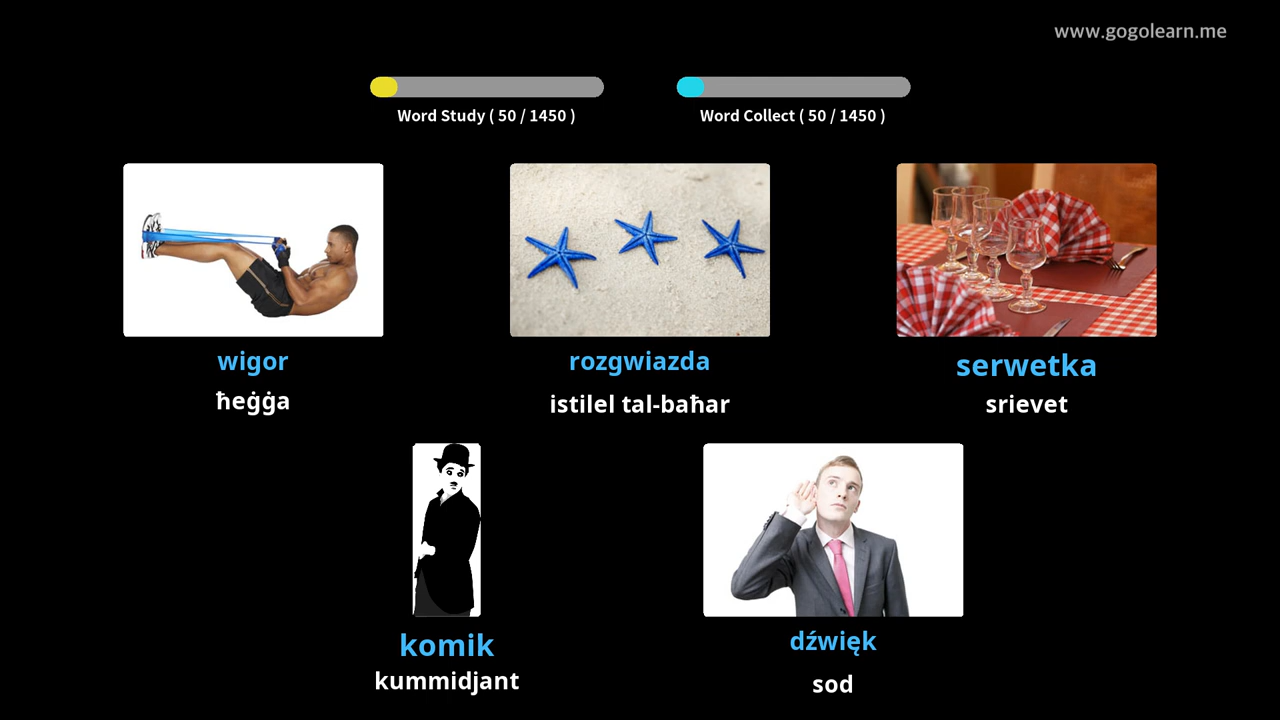 www.gogolearn.me
Word Study ( 50 / 1450 )
Word Collect ( 50 / 1450 )
wigor
ħeġġa
rozgwiazda
istilel tal-baħar
serwetka
srievet
komik
kummidjant
dźwięk
sod